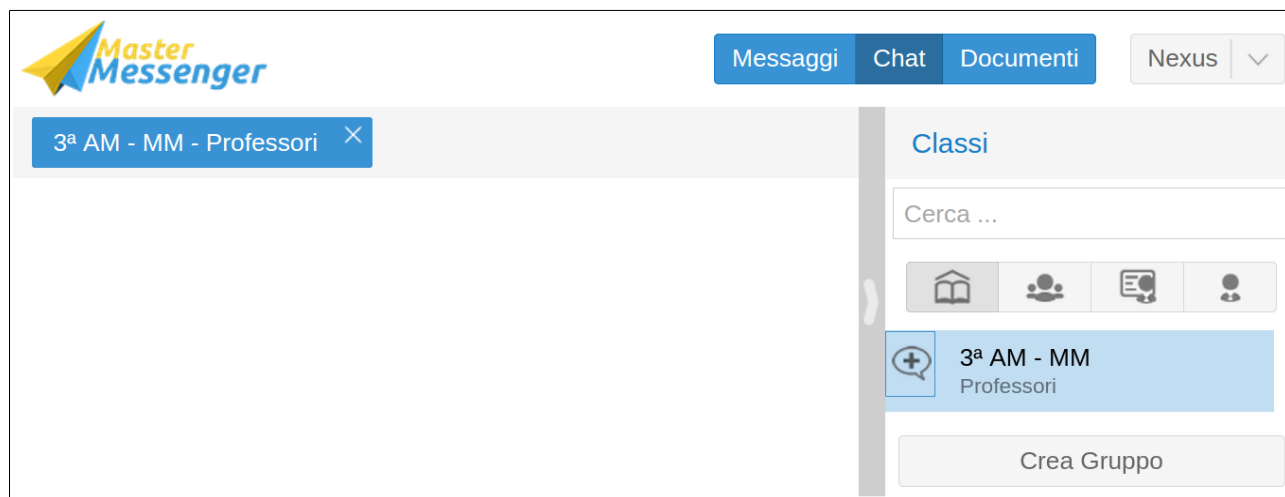 Master
Messenger
Messaggi Chat Documenti Nexus
3ª AM - MM - Professori
Classi
Cerca ...
3ª AM - MM
Professori
Crea Gruppo